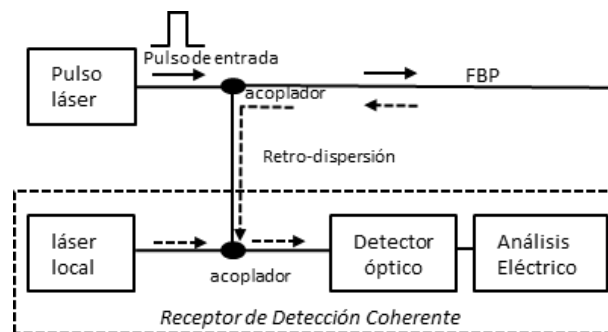 Pulso de entrada
Pulso
láser
FBP
acoplador
Retro-dispersión
láser
local
acoplador
Detector
óptico
Análisis
Eléctrico
Receptor de Detección Coherente